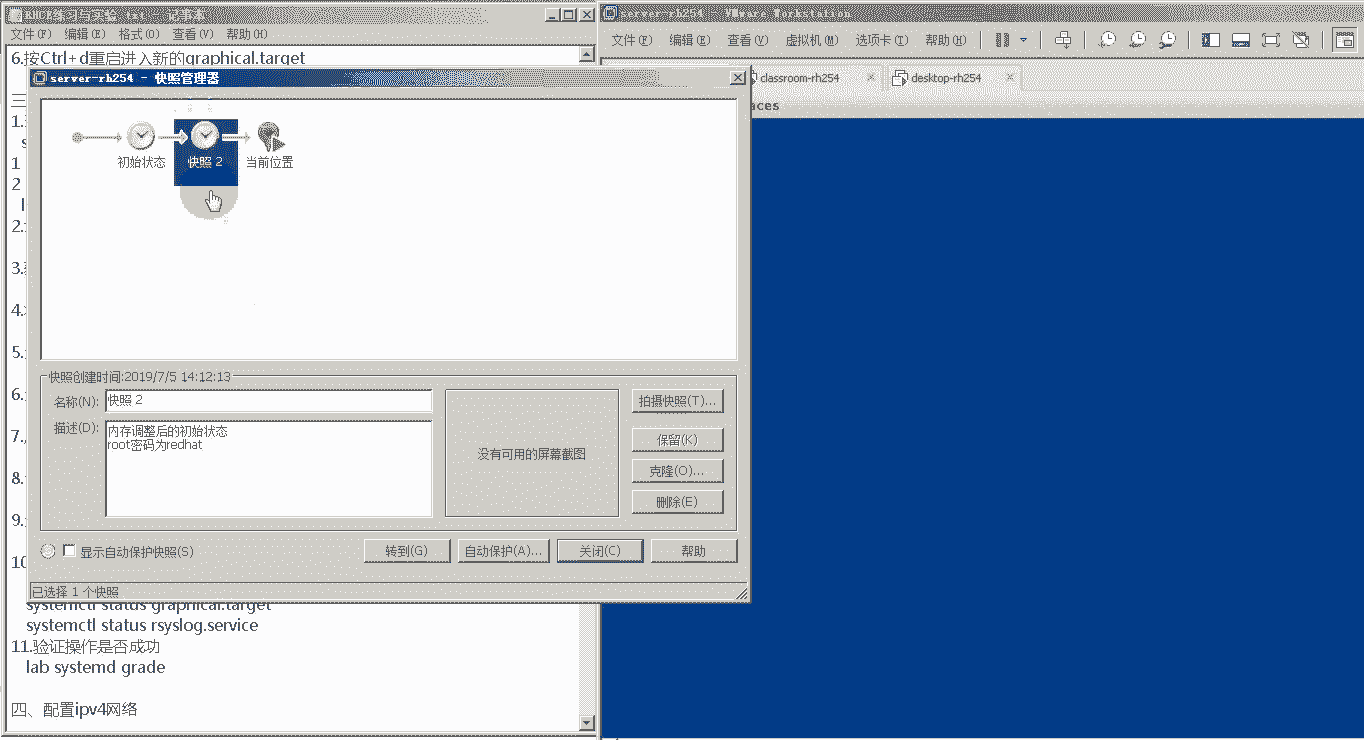 RHCE练习与实验.txt - 记事本
文件(F) 编辑(E) 格式(O) 查看(V) 帮助(H)
6.按Ctrl+d重启进入新的graphical.target
server-rh254 - VMware Workstation
文件(F) 编辑(E) 查看(V) 虚拟机(M) 选项卡(T) 帮助(H)
classroom-rh254 desktop-rh254
aces
server-rh254 - 快照管理器
初始状态 快照 2 当前位置
快照创建时间:2019/7/5 14:12:13
名称(N): 快照 2
描述(D): 内存调整后的初始状态
root密码为redhat
没有可用的屏幕截图
拍摄快照(T)...
保留(K)
克隆(O)...
删除(E)
显示自动保护快照(S)
转到(G) 自动保护(A)... 关闭(C) 帮助
已选择 1 个快照
三
1.
s
1
2
l
2.
3.
4.
5.
6.
7.
8.
9.
10
systemctl status graphical.target
systemctl status rsyslog.service
11.验证操作是否成功
lab systemd grade
四、配置ipv4网络